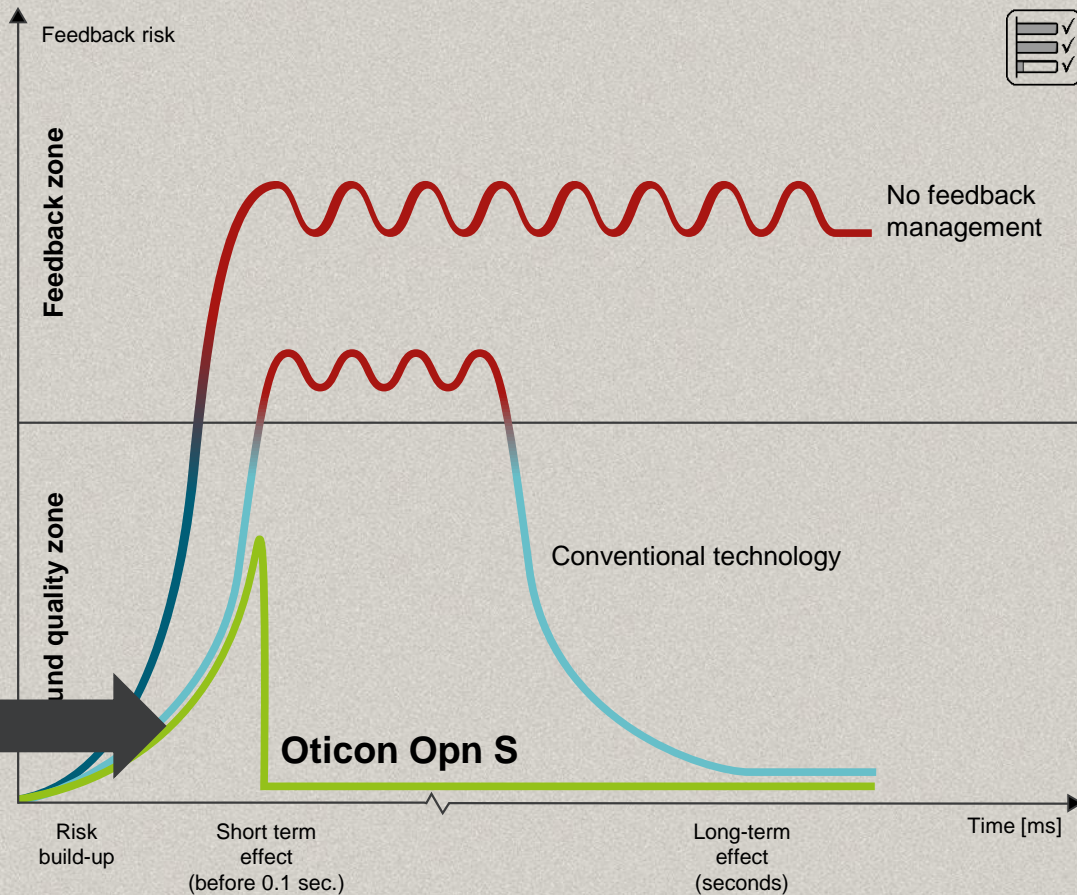 Feedback risk
Feedback zone
No feedback
management
und quality zone
Conventional technology
Oticon Opn S
Risk
build-up
Short term
effect
(before 0.1 sec.)
Long-term
effect
(seconds)
Time [ms]